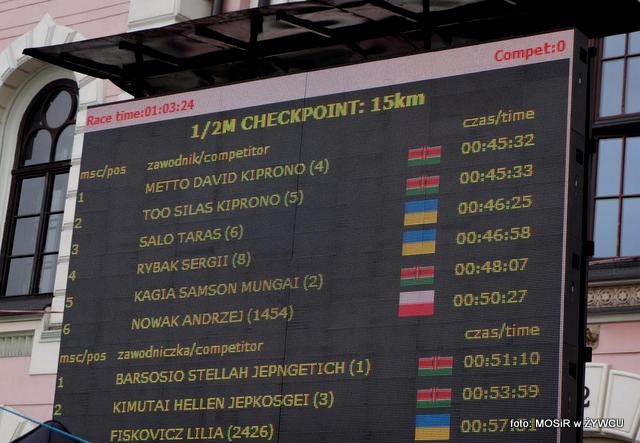 Compet:0
Race time:01:03:24
1/2M CHECKPOINT: 15km
msc/pos zawodnik/competitor czas/time
1 METTO DAVID KIPRONO (4) 00:45:32
2 TOO SILAS KIPRONO (5) 00:45:33
3 SALO TARAS (6) 00:46:25
4 RYBAK SERGII (8) 00:46:58
5 KAGIA SAMSON MUNGAI (2) 00:48:07
6 NOWAK ANDRZEJ (1454) 00:50:27
msc/pos zawodniczka/competitor czas/time
1 BARSOSIO STELLAH JEPNGETICH (1) 00:51:10
2 KIMUTAI HELLEN JEPKOSGEI (3) 00:53:59
FISKOVICZ LILIA (2426)
foto: MOSiR w ŻYWCU